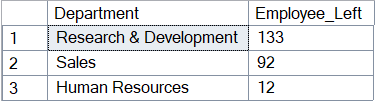 Department Employee_Left
1 Research & Development 133
2 Sales 92
3 Human Resources 12